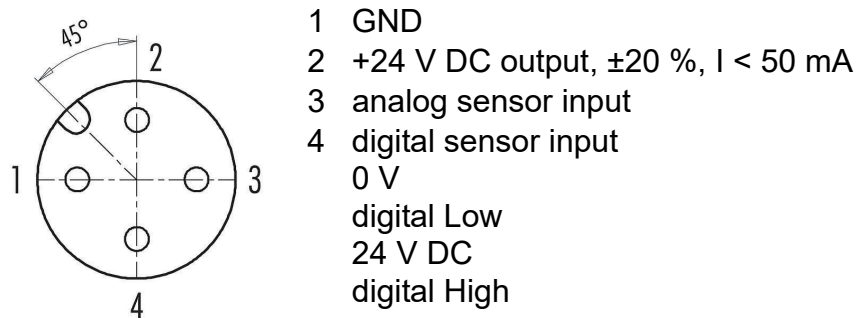 45°
2
1
3
4
1 GND
2 +24 V DC output, ±20 %, I < 50 mA
3 analog sensor input
4 digital sensor input
0 V
digital Low
24 V DC
digital High